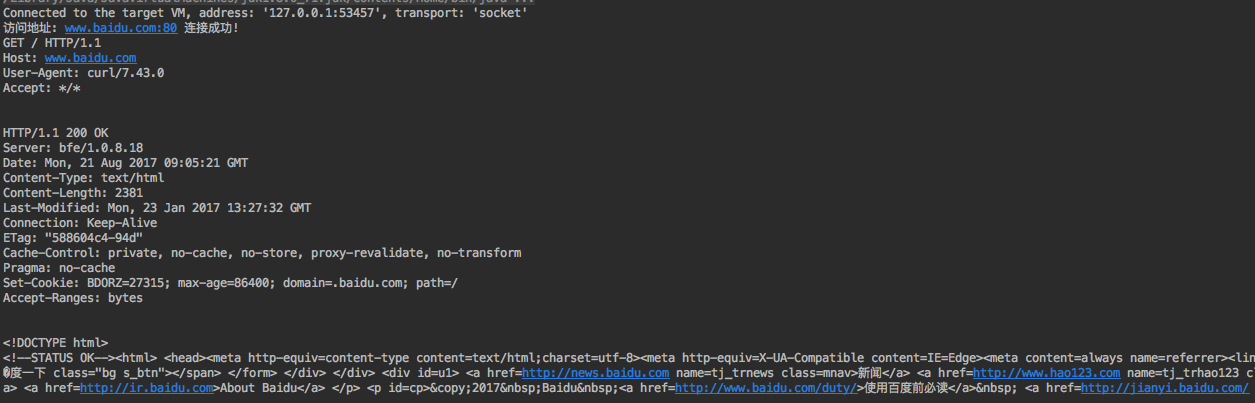 Connected to the target VM, address: '127.0.0.1:53457', transport: 'socket'
访问地址: www.baidu.com:80 连接成功!
GET / HTTP/1.1
Host: www.baidu.com
User-Agent: curl/7.43.0
Accept: */*
HTTP/1.1 200 OK
Server: bfe/1.0.8.18
Date: Mon, 21 Aug 2017 09:05:21 GMT
Content-Type: text/html
Content-Length: 2381
Last-Modified: Mon, 23 Jan 2017 13:27:32 GMT
Connection: Keep-Alive
ETag: "588604c4-94d"
Cache-Control: private, no-cache, no-store, proxy-revalidate, no-transform
Pragma: no-cache
Set-Cookie: BDORZ=27315; max-age=86400; domain=.baidu.com; path=/
Accept-Ranges: bytes
<!DOCTYPE html>
<!--STATUS OK--><html> <head><meta http-equiv=content-type content=text/html;charset=utf-8><meta http-equiv=X-UA-Compatible content=IE=Edge><meta content=always name=referrer><lin
�度一下 class="bg s_btn"></span> </form> </div> </div> <div id=u1> <a href=http://news.baidu.com name=tj_trnews class=mnav>新闻</a> <a href=http://www.hao123.com name=tj_trhao123 cl
a> <a href=http://ir.baidu.com>About Baidu</a> </p> <p id=cp>&copy;2017&nbsp;Baidu&nbsp;<a href=http://www.baidu.com/duty/>使用百度前必读</a>&nbsp; <a href=http://jianyi.baidu.com/